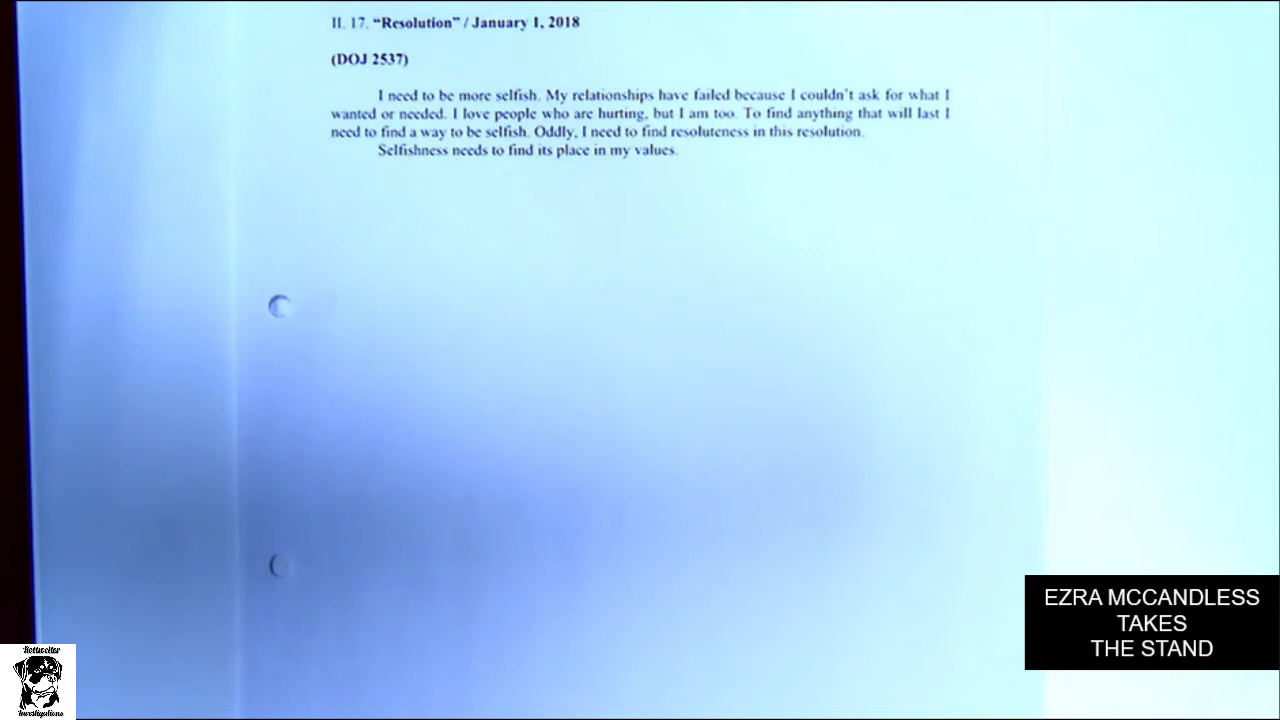 II. 17. “Resolution” / January 1, 2018
(DOJ 2537)
I need to be more selfish. My relationships have failed because I couldn’t ask for what I
wanted or needed. I love people who are hurting, but I am too. To find anything that will last I
need to find a way to be selfish. Oddly, I need to find resoluteness in this resolution.
Selfishness needs to find its place in my values.
EZRA MCCANDLESS
TAKES
THE STAND
Rottweiler
Investigations